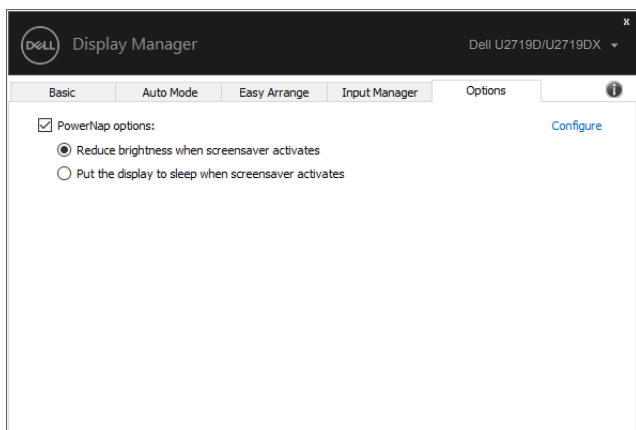 x
DELL Display Manager
Dell U2719D/U2719DX
Basic Auto Mode Easy Arrange Input Manager Options
PowerNap options: Configure
Reduce brightness when screensaver activates
Put the display to sleep when screensaver activates